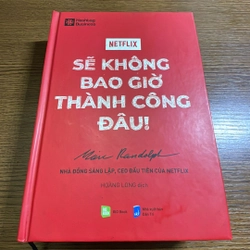 NETFLIX
SẼ KHÔNG
BAO GIỜ
THÀNH CÔNG
ĐÂU!
Marc Randolph
NHÀ ĐỒNG SÁNG LẬP, CEO ĐẦU TIÊN CỦA NETFLIX